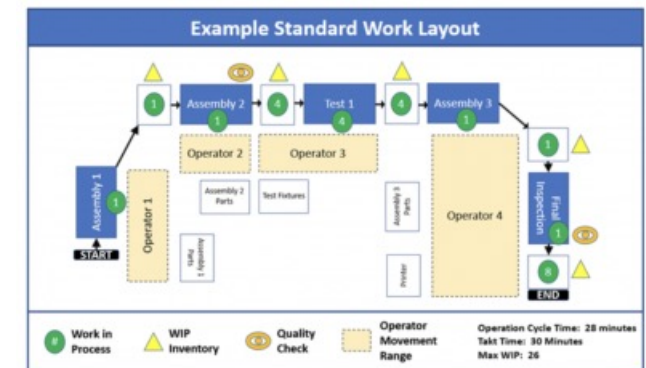 Example Standard Work Layout
1
Assembly 2
1
4
Test 1
4
4
Assembly 3
1
1
Operator 2
Operator 3
Operator 4
Assembly 1
1
START
Operator 1
Assembly 2
Parts
Test Fixtures
Assembly 1
Parts
Assembly 3
Parts
Printer
Final
Inspection
1
8
END
# Work in
Process
WIP
Inventory
Quality
Check
Operator
Movement
Range
Operation Cycle Time: 28 minutes
Takt Time: 30 Minutes
Max WIP: 26